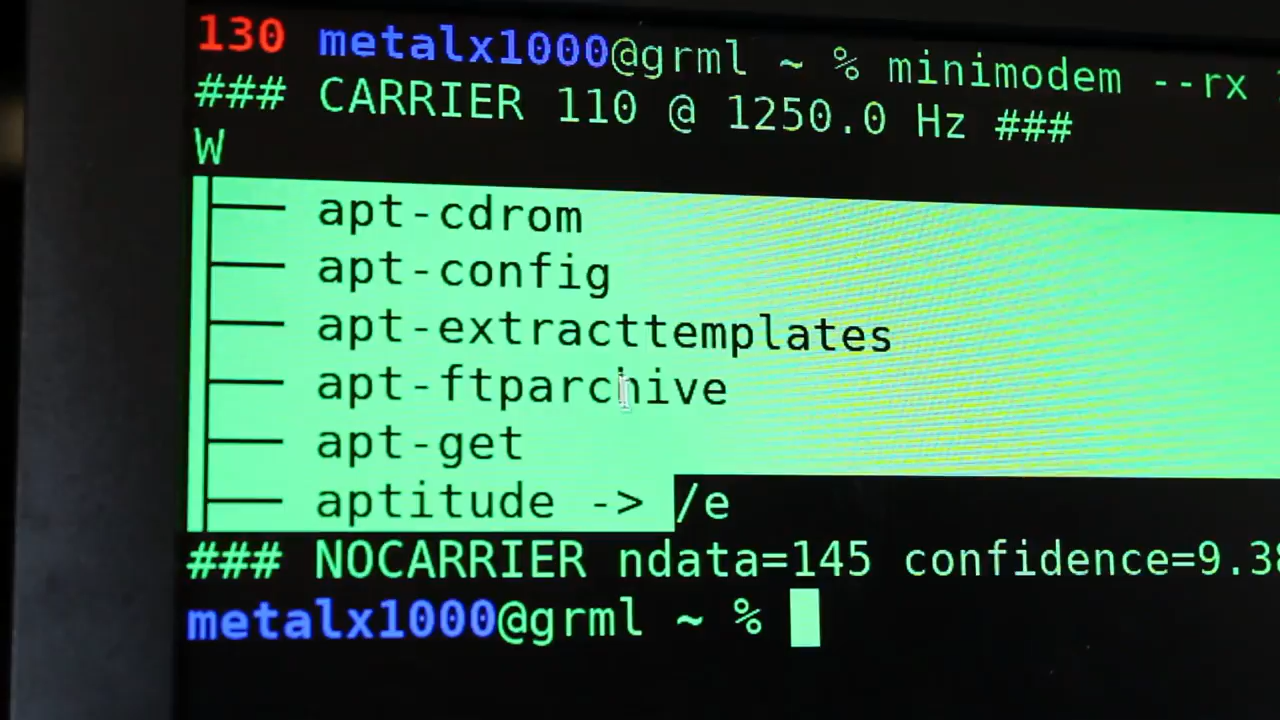 130 metalx1000@grml ~ % minimodem --rx
### CARRIER 110 @ 1250.0 Hz ###
W
├── apt-cdrom
├── apt-config
├── apt-extracttemplates
├── apt-ftparchive
├── apt-get
├── aptitude -> /e
### NOCARRIER ndata=145 confidence=9.38
metalx1000@grml ~ %